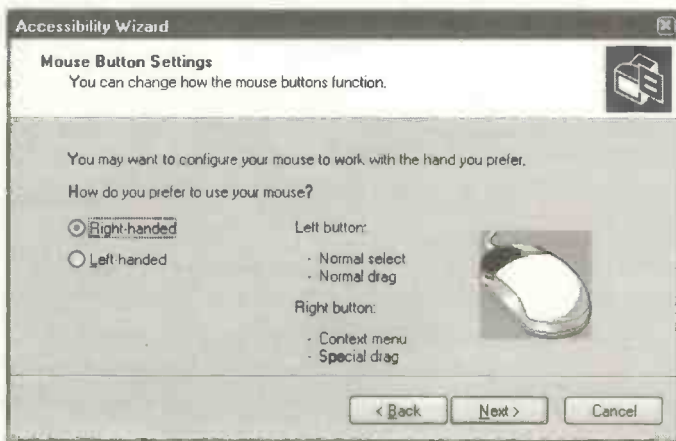 Accessibility Wizard
Mouse Button Settings
You can change how the mouse buttons function.
You may want to configure your mouse to work with the hand you prefer.
How do you prefer to use your mouse?
Right-handed
Left-handed
Left button:
- Normal select
- Normal drag
Right button:
- Context menu
- Special drag
< Back
Next >
Cancel